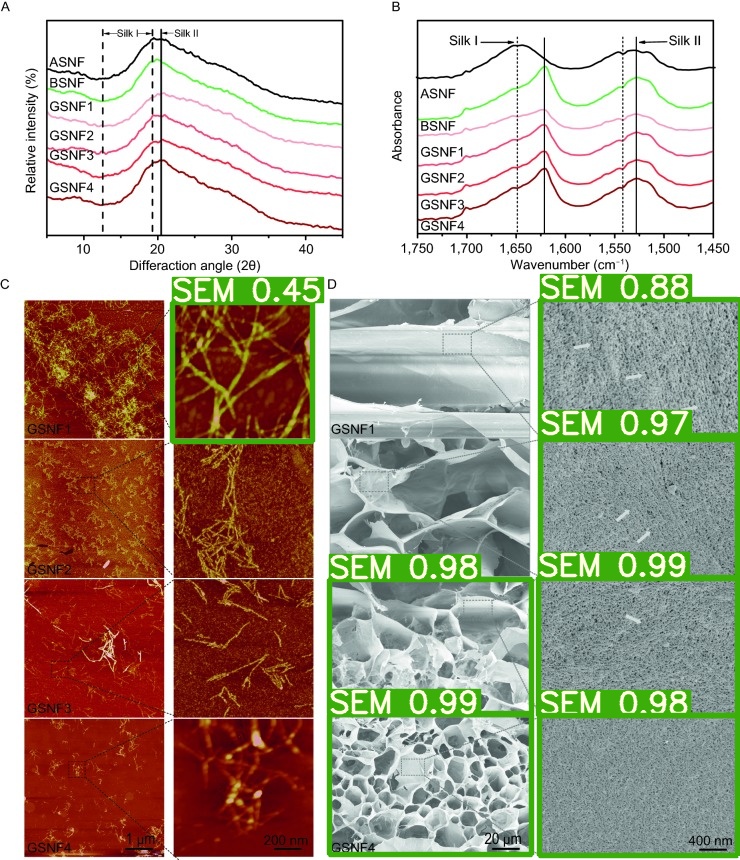 A
Silk I
Silk II
ASNF
BSNF
GSNF1
GSNF2
GSNF3
GSNF4
Relative intensity (%)
10 20 30 40
Differaction angle (2θ)
B
Silk I
Silk II
ASNF
BSNF
GSNF1
GSNF2
GSNF3
GSNF4
Absorbance
1,750 1,700 1,650 1,600 1,550 1,500 1,450
Wavenumber (cm⁻¹)
C
SEM 0.45
GSNF1
GSNF2
GSNF3
GSNF4
1 μm
200 nm
D
SEM 0.88
GSNF1
SEM 0.97
SEM 0.98
SEM 0.99
SEM 0.99
SEM 0.98
GSNF4
20 μm
400 nm